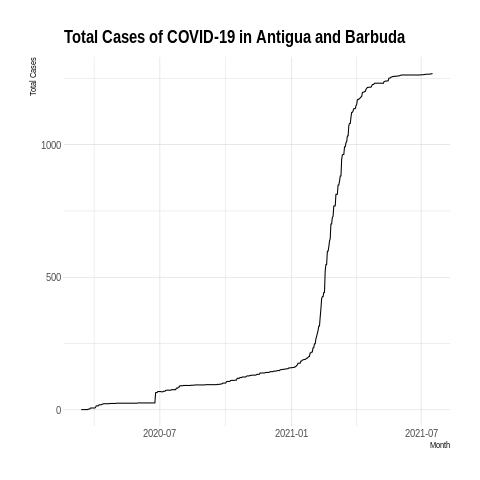 Total Cases of COVID-19 in Antigua and Barbuda
Total Cases
1000
500
0
2020-07 2021-01 2021-07
Month